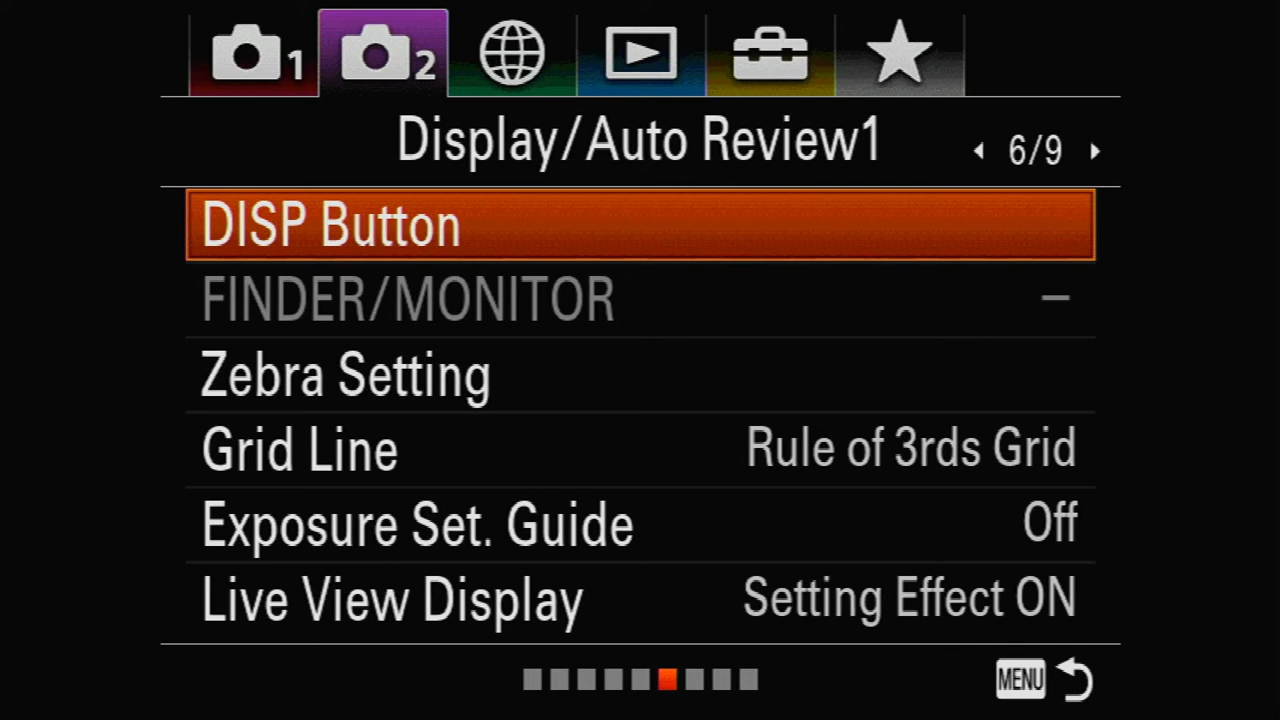 1 2
Display/Auto Review1 6/9
DISP Button
FINDER/MONITOR –
Zebra Setting
Grid Line Rule of 3rds Grid
Exposure Set. Guide Off
Live View Display Setting Effect ON
MENU